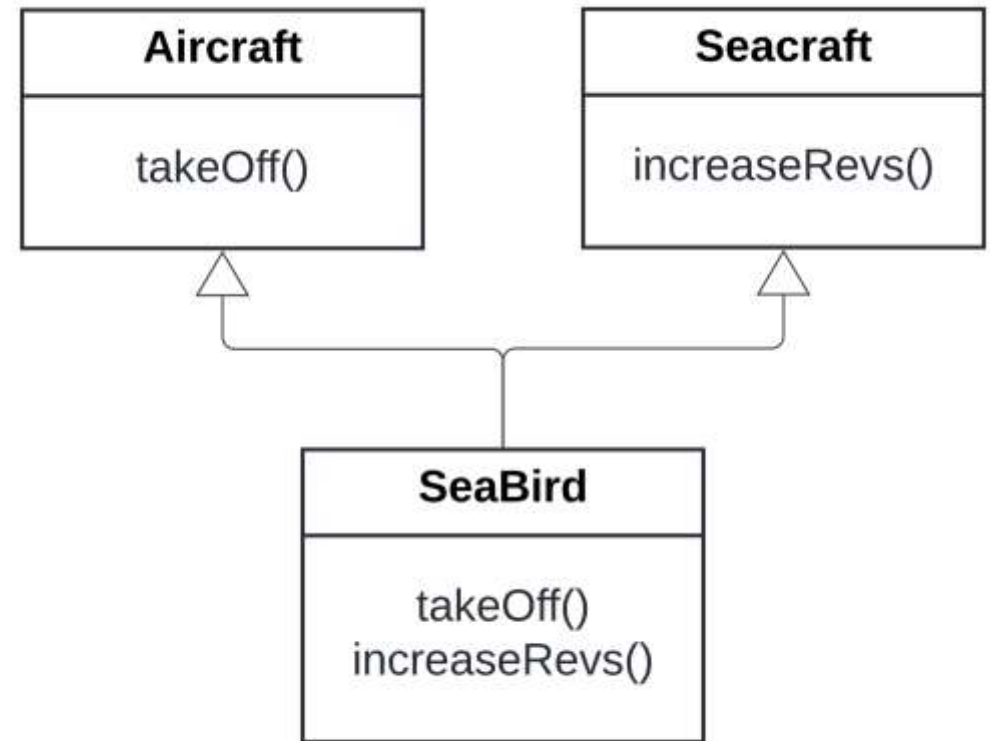 Aircraft
takeOff()
Seacraft
increaseRevs()
SeaBird
takeOff()
increaseRevs()